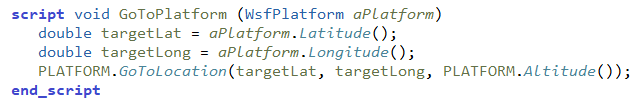 script void GoToPlatform (WsfPlatform aPlatform)
   double targetLat = aPlatform.Latitude();
   double targetLong = aPlatform.Longitude();
   PLATFORM.GoToLocation(targetLat, targetLong, PLATFORM.Altitude());
end_script